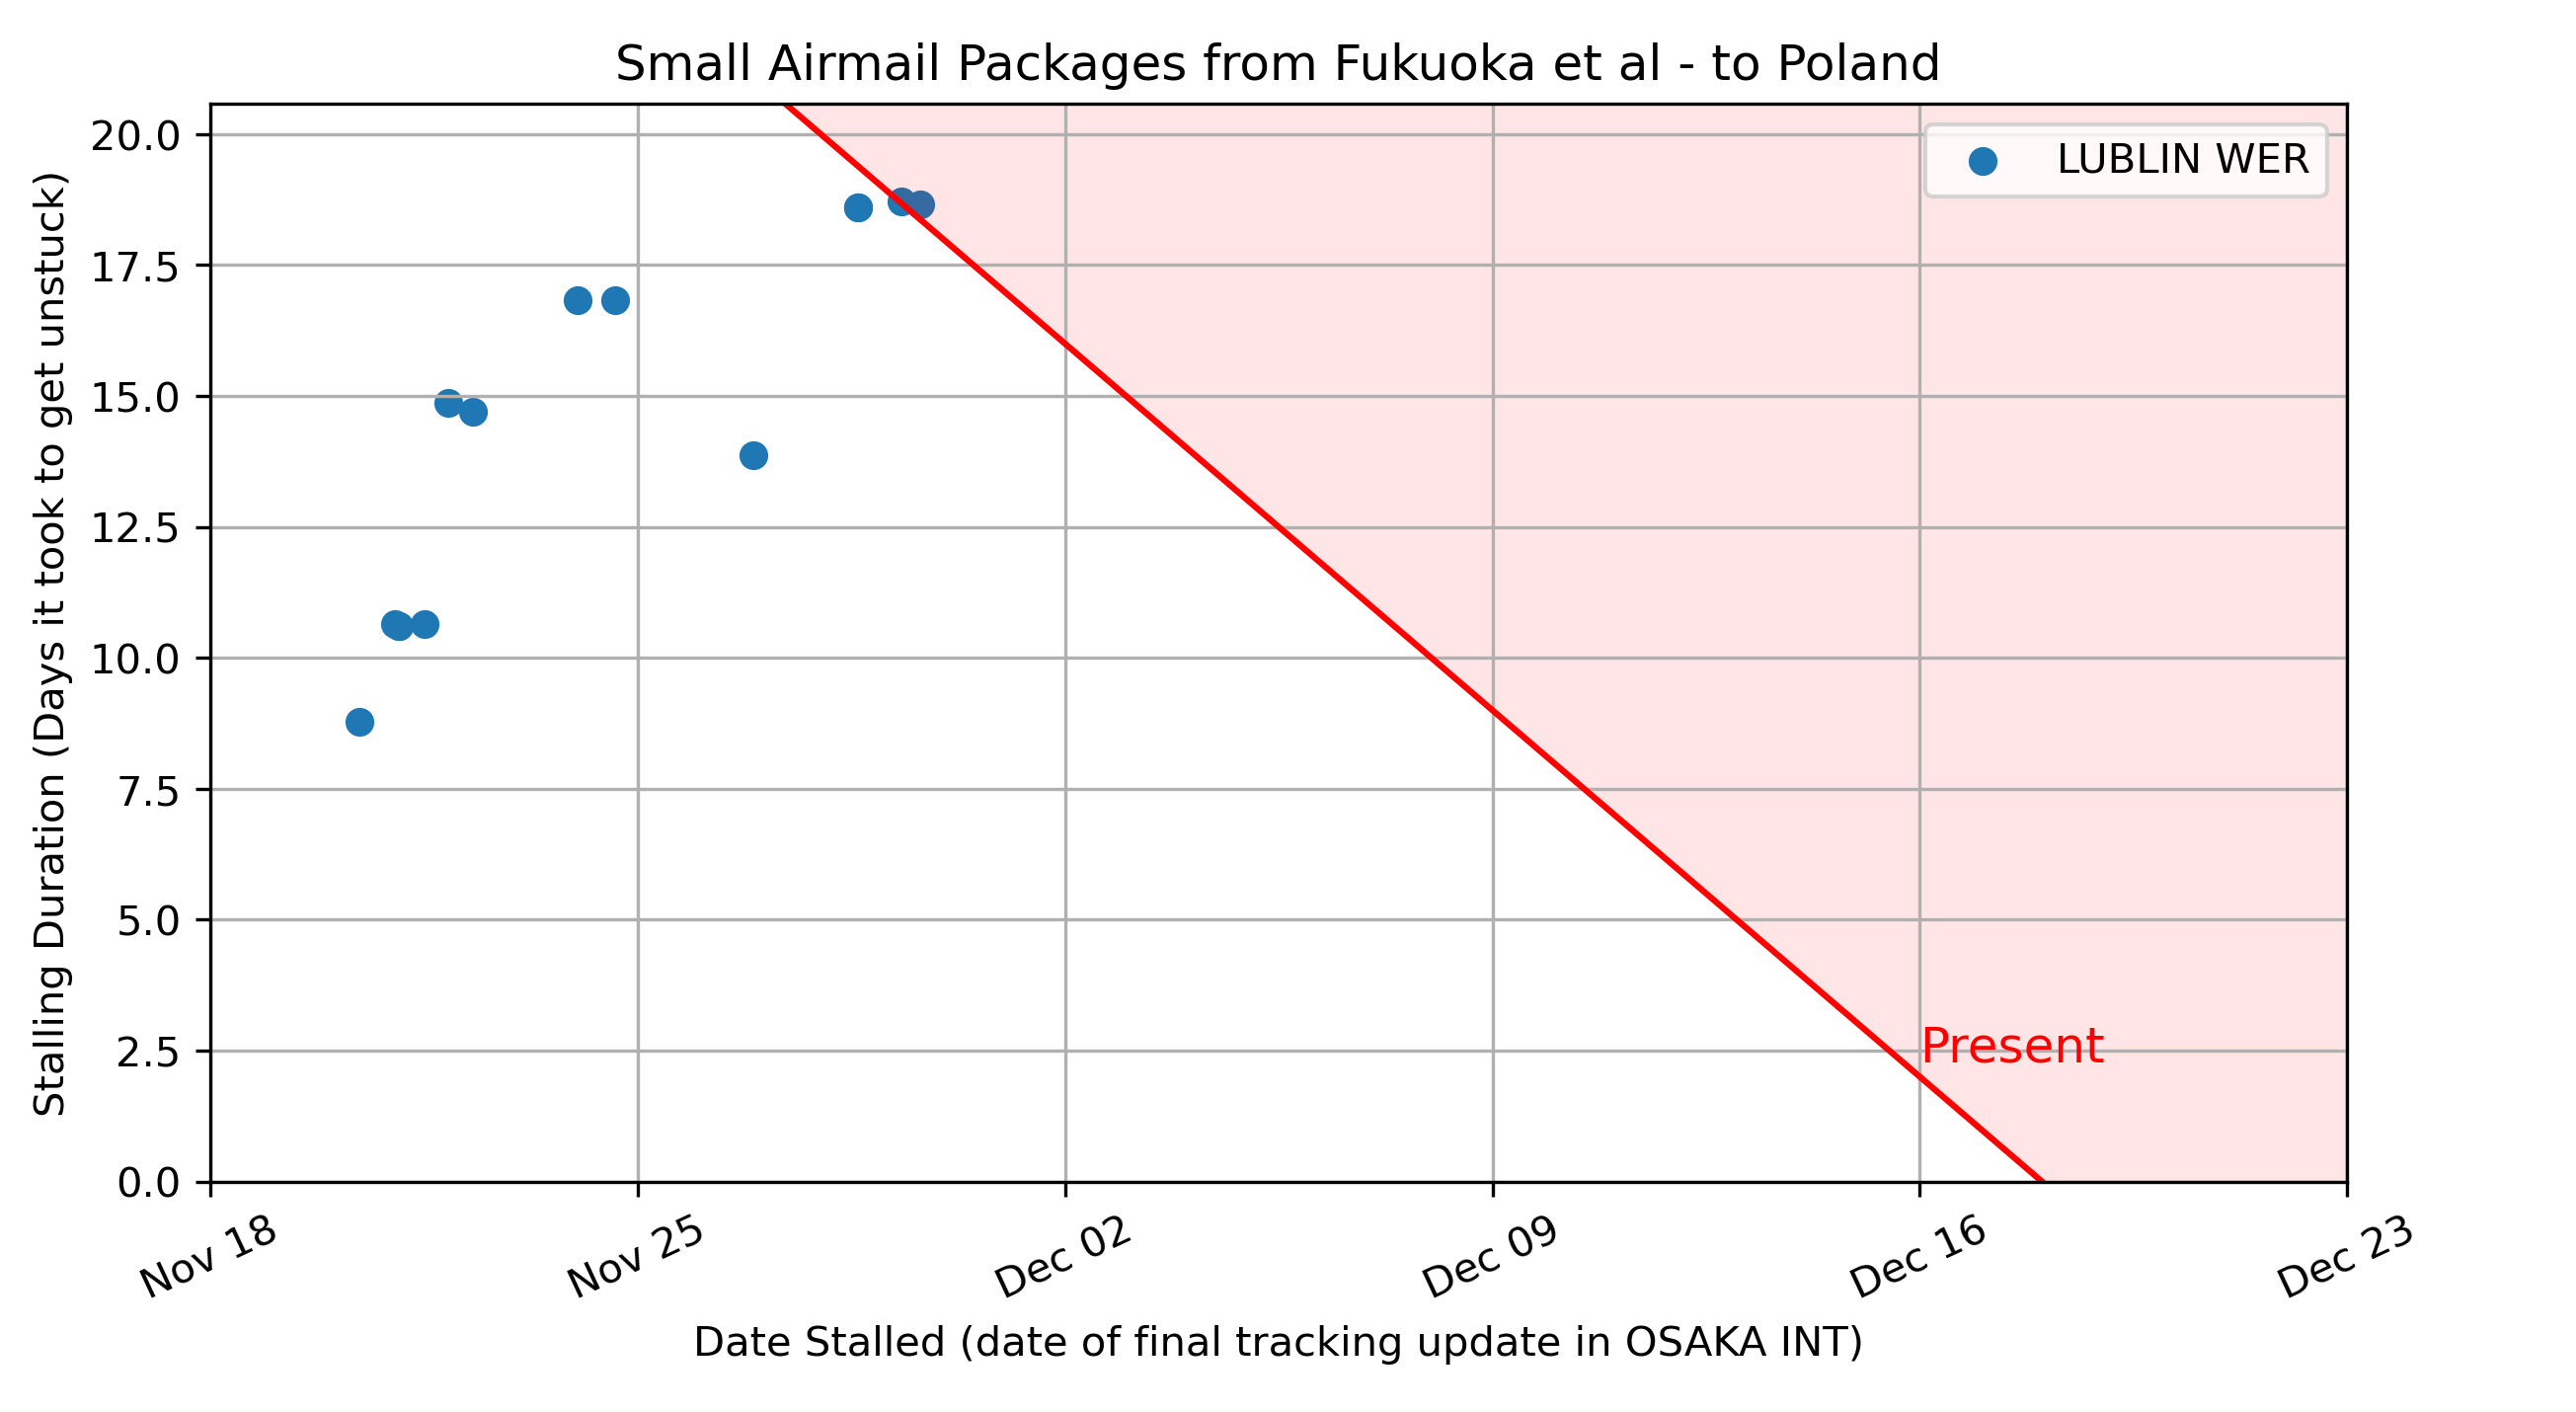 Small Airmail Packages from Fukuoka et al - to Poland
LUBLIN WER
Stalling Duration (Days it took to get unstuck)
20.0
17.5
15.0
12.5
10.0
7.5
5.0
2.5
0.0
Present
Nov 18
Nov 25
Dec 02
Dec 09
Dec 16
Dec 23
Date Stalled (date of final tracking update in OSAKA INT)